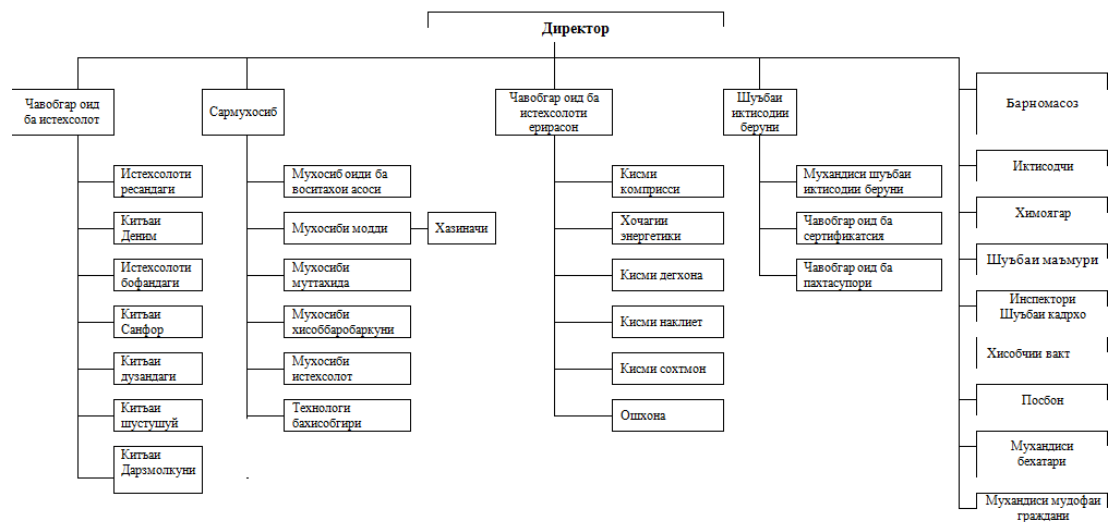 Директор
Чавобгар оид
ба истехсолот
Сармухосиб
Чавобгар оид ба
истехсолоти
ерирасон
Шуъбаи
иктисодии
беруни
Барномасоз
Истехсолоти
ресандаги
Китъаи
Деним
Истехсолоти
бофандаги
Китъаи
Санфор
Китъаи
дузандаги
Китъаи
шустушуй
Китъаи
Дарзмолкуни
Мухосиб оиди ба
воситахои асоси
Мухосиби модди
Хазиначи
Мухосиби
муттахида
Мухосиби
хисоббаробаркуни
Мухосиби
истехсолот
Технологи
бахисобгири
Кисми
комприсси
Хочагии
энергетики
Кисми дегхона
Кисми наклиет
Кисми сохтмон
Ошхона
Мухандиси шуъбаи
иктисодии беруни
Чавобгар оид ба
сертификатсия
Чавобгар оид ба
пахтасупори
Иктисодчи
Химоягар
Шуъбаи маъмури
Инспектори
Шуъбаи кадрхо
Хисобчии вакт
Посбон
Мухандиси
бехатари
Мухандиси мудофаи
граждани